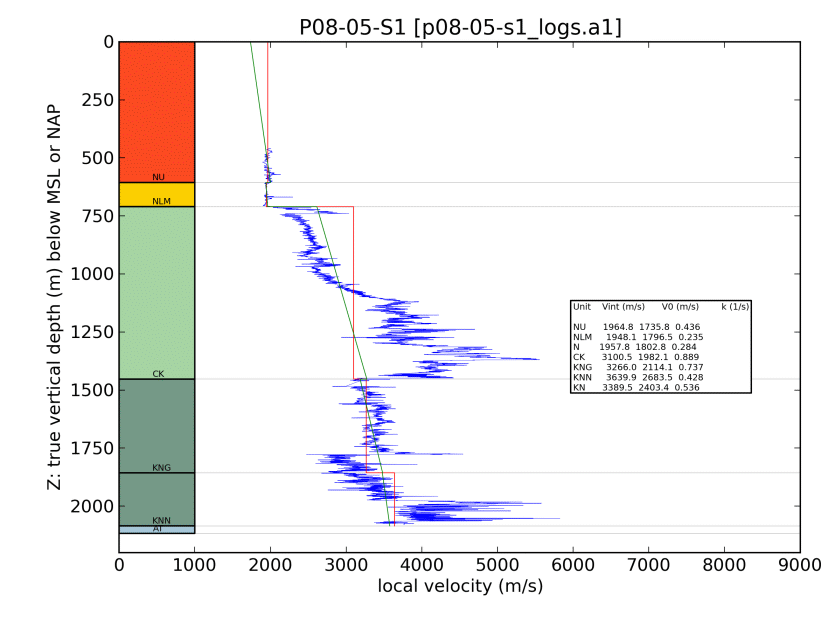 P08-05-S1 [p08-05-s1_logs.a1]
Z: true vertical depth (m) below MSL or NAP
0
250
500
750
1000
1250
1500
1750
2000
NU
NLM
CK
KNG
KNN
AT
Unit Vint (m/s) V0 (m/s) k (1/s)
NU 1964.8 1735.8 0.436
NLM 1948.1 1796.5 0.235
N 1957.8 1802.8 0.284
CK 3100.5 1982.1 0.889
KNG 3266.0 2114.1 0.737
KNN 3639.9 2683.5 0.428
KN 3389.5 2403.4 0.536
0 1000 2000 3000 4000 5000 6000 7000 8000 9000
local velocity (m/s)